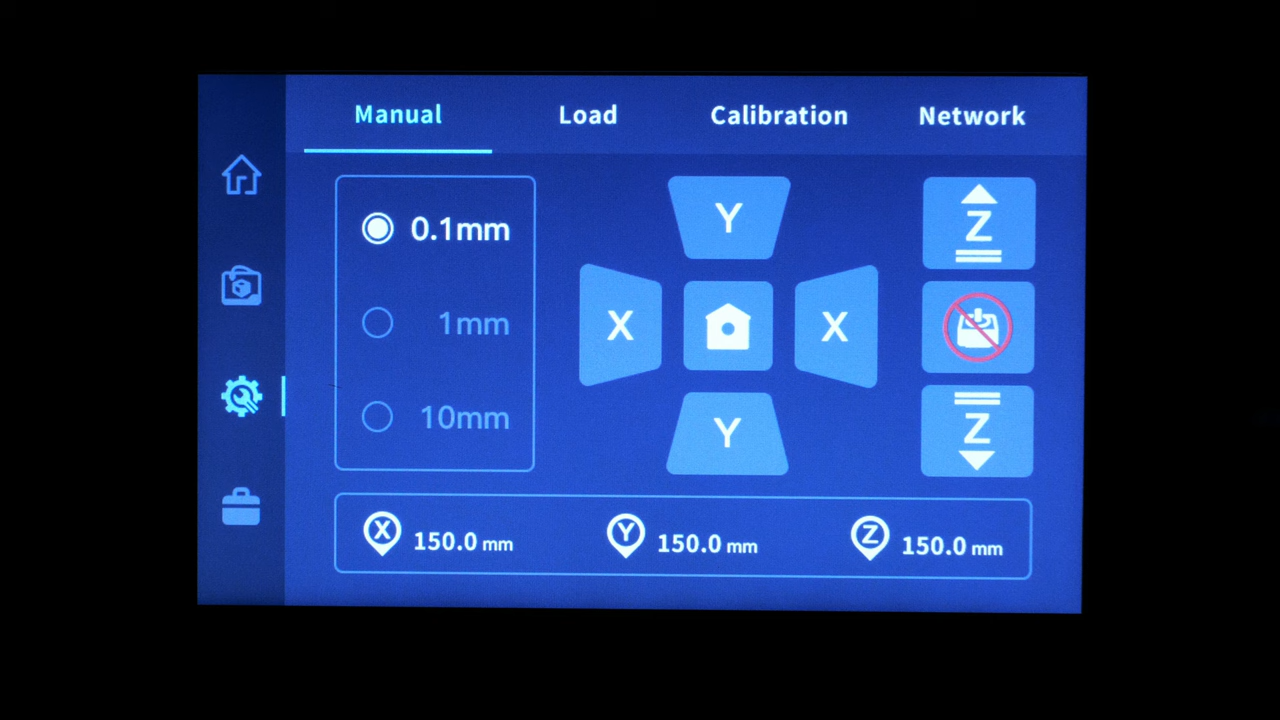 Manual Load Calibration Network
0.1mm
1mm
10mm
Y
X X
Y
Z
Z
X 150.0 mm Y 150.0 mm Z 150.0 mm